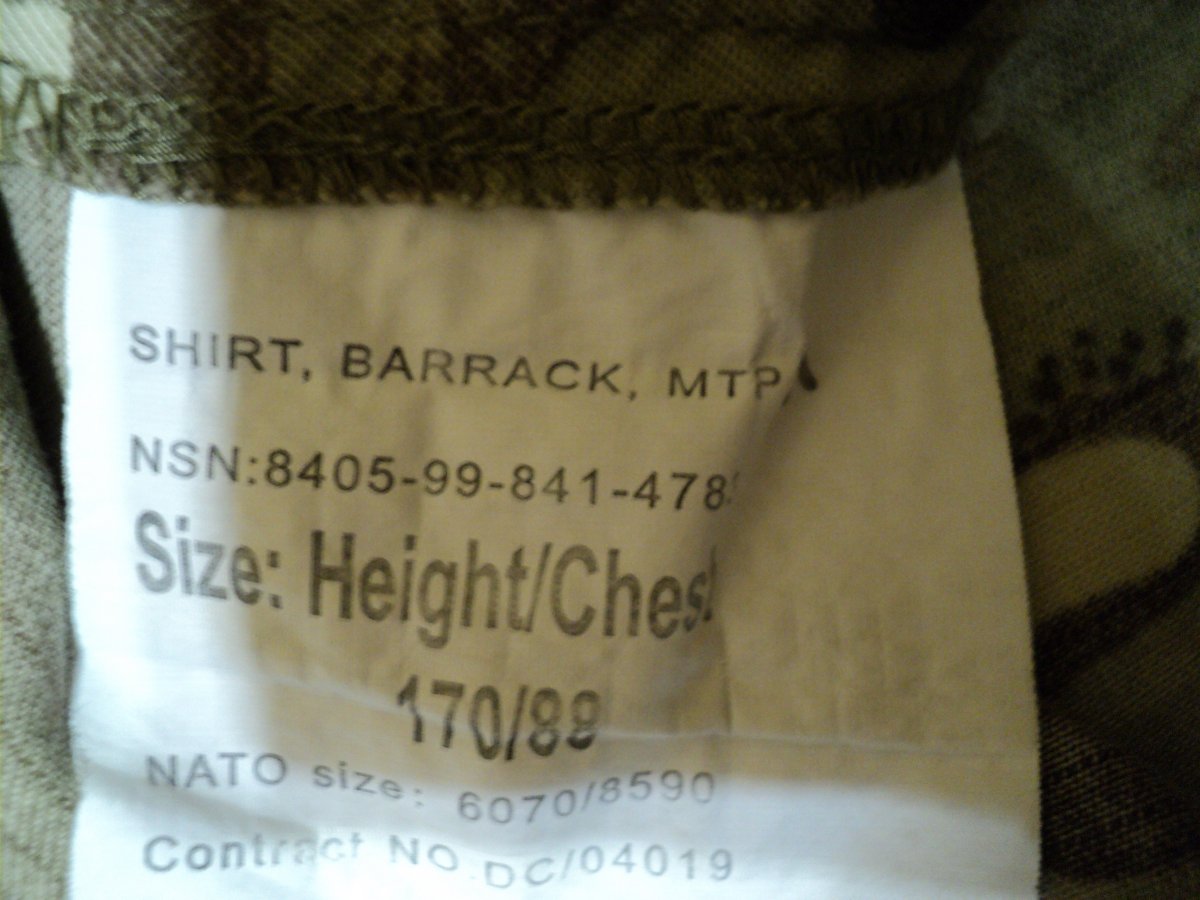 SHIRT, BARRACK, MTP,
NSN:8405-99-841-478
Size: Height/Chest
170/88
NATO size: 6070/8590
Contract NO.DC/04019